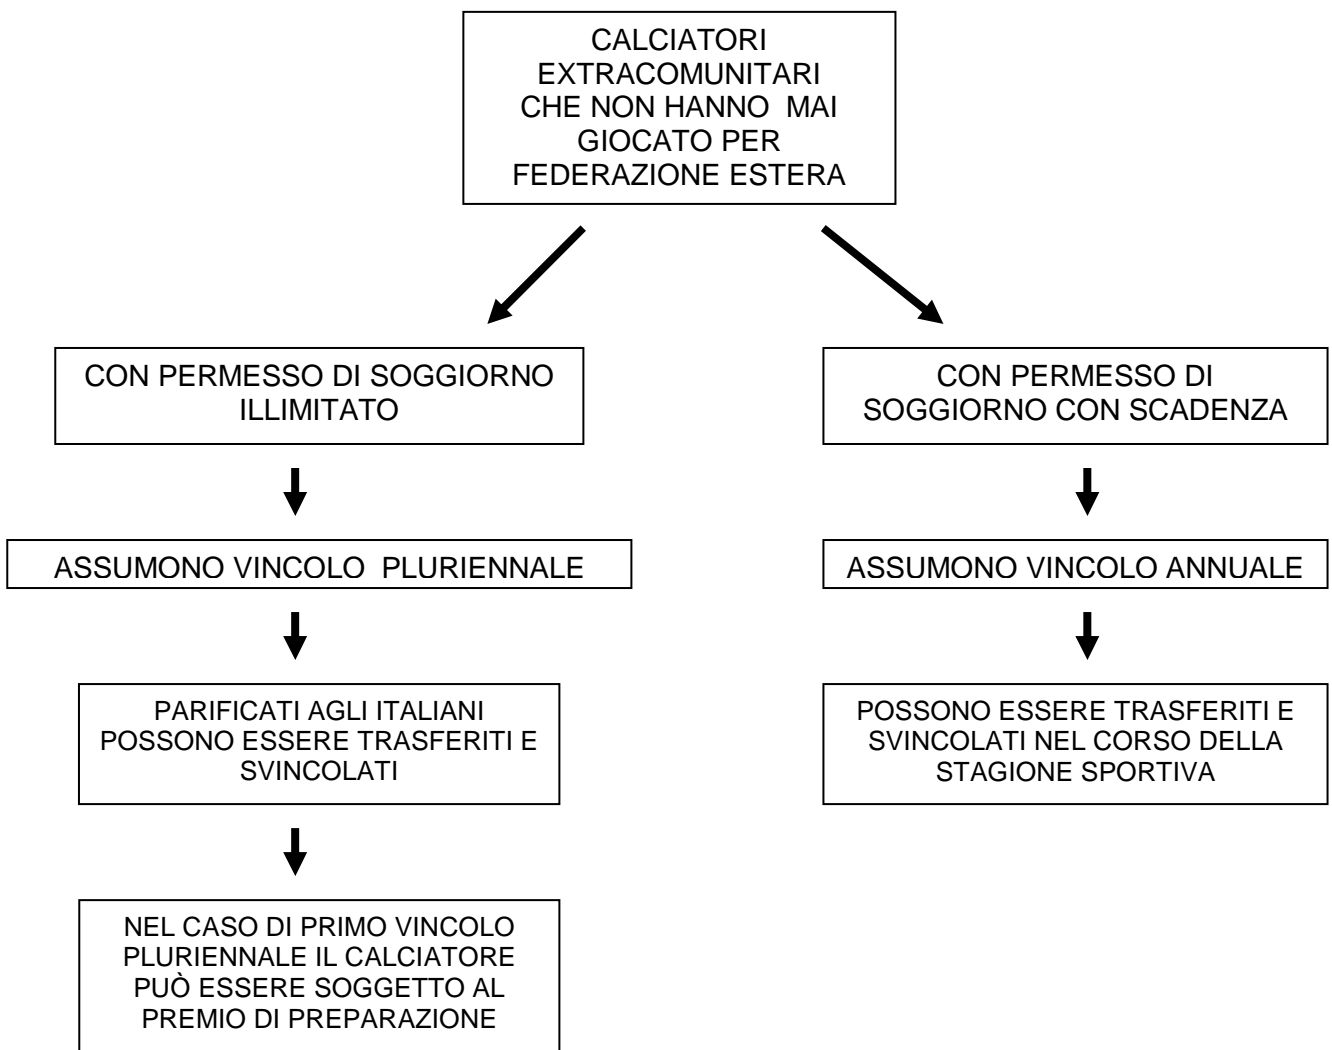 CALCIATORI
EXTRACOMUNITARI
CHE NON HANNO MAI
GIOCATO PER
FEDERAZIONE ESTERA
CON PERMESSO DI SOGGIORNO
ILLIMITATO
CON PERMESSO DI
SOGGIORNO CON SCADENZA
ASSUMONO VINCOLO PLURIENNALE
ASSUMONO VINCOLO ANNUALE
PARIFICATI AGLI ITALIANI
POSSONO ESSERE TRASFERITI E
SVINCOLATI
POSSONO ESSERE TRASFERITI E
SVINCOLATI NEL CORSO DELLA
STAGIONE SPORTIVA
NEL CASO DI PRIMO VINCOLO
PLURIENNALE IL CALCIATORE
PUÒ ESSERE SOGGETTO AL
PREMIO DI PREPARAZIONE